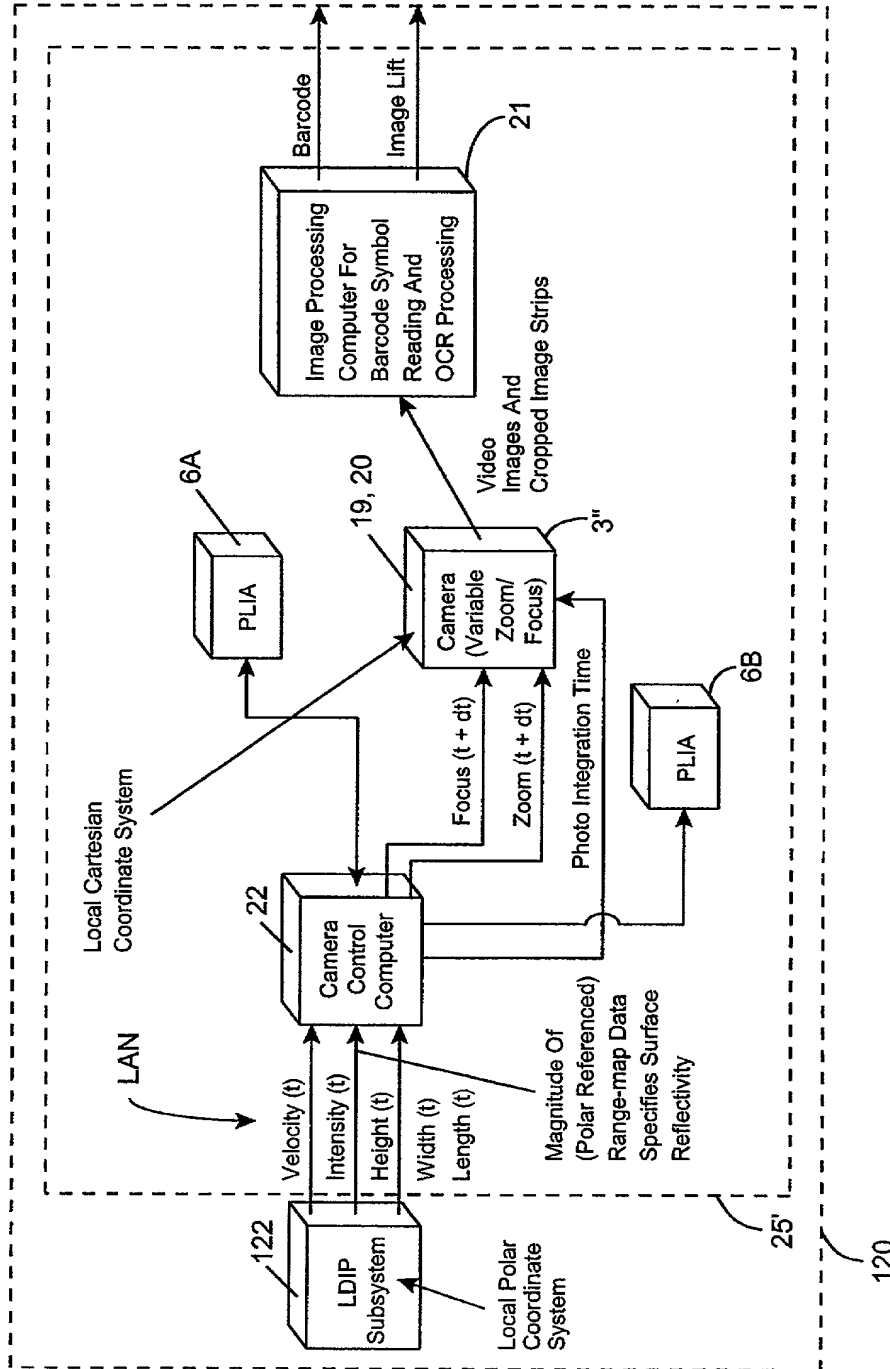 122
LDIP
Subsystem
Local Polar
Coordinate
System
LAN
Velocity (t)
Intensity (t)
Height (t)
Width (t)
Length (t)
Magnitude Of
(Polar Referenced)
Range-map Data
Specifies Surface
Reflectivity
22
Camera
Control
Computer
Local Cartesian
Coordinate System
6A
PLIA
Focus (t + dt)
Zoom (t + dt)
Photo Integration Time
19, 20
Camera
(Variable
Zoom/
Focus)
3"
6B
PLIA
Video
Images And
Cropped Image Strips
Image Processing
Computer For
Barcode Symbol
Reading And
OCR Processing
21
Barcode
Image Lift
25'
120